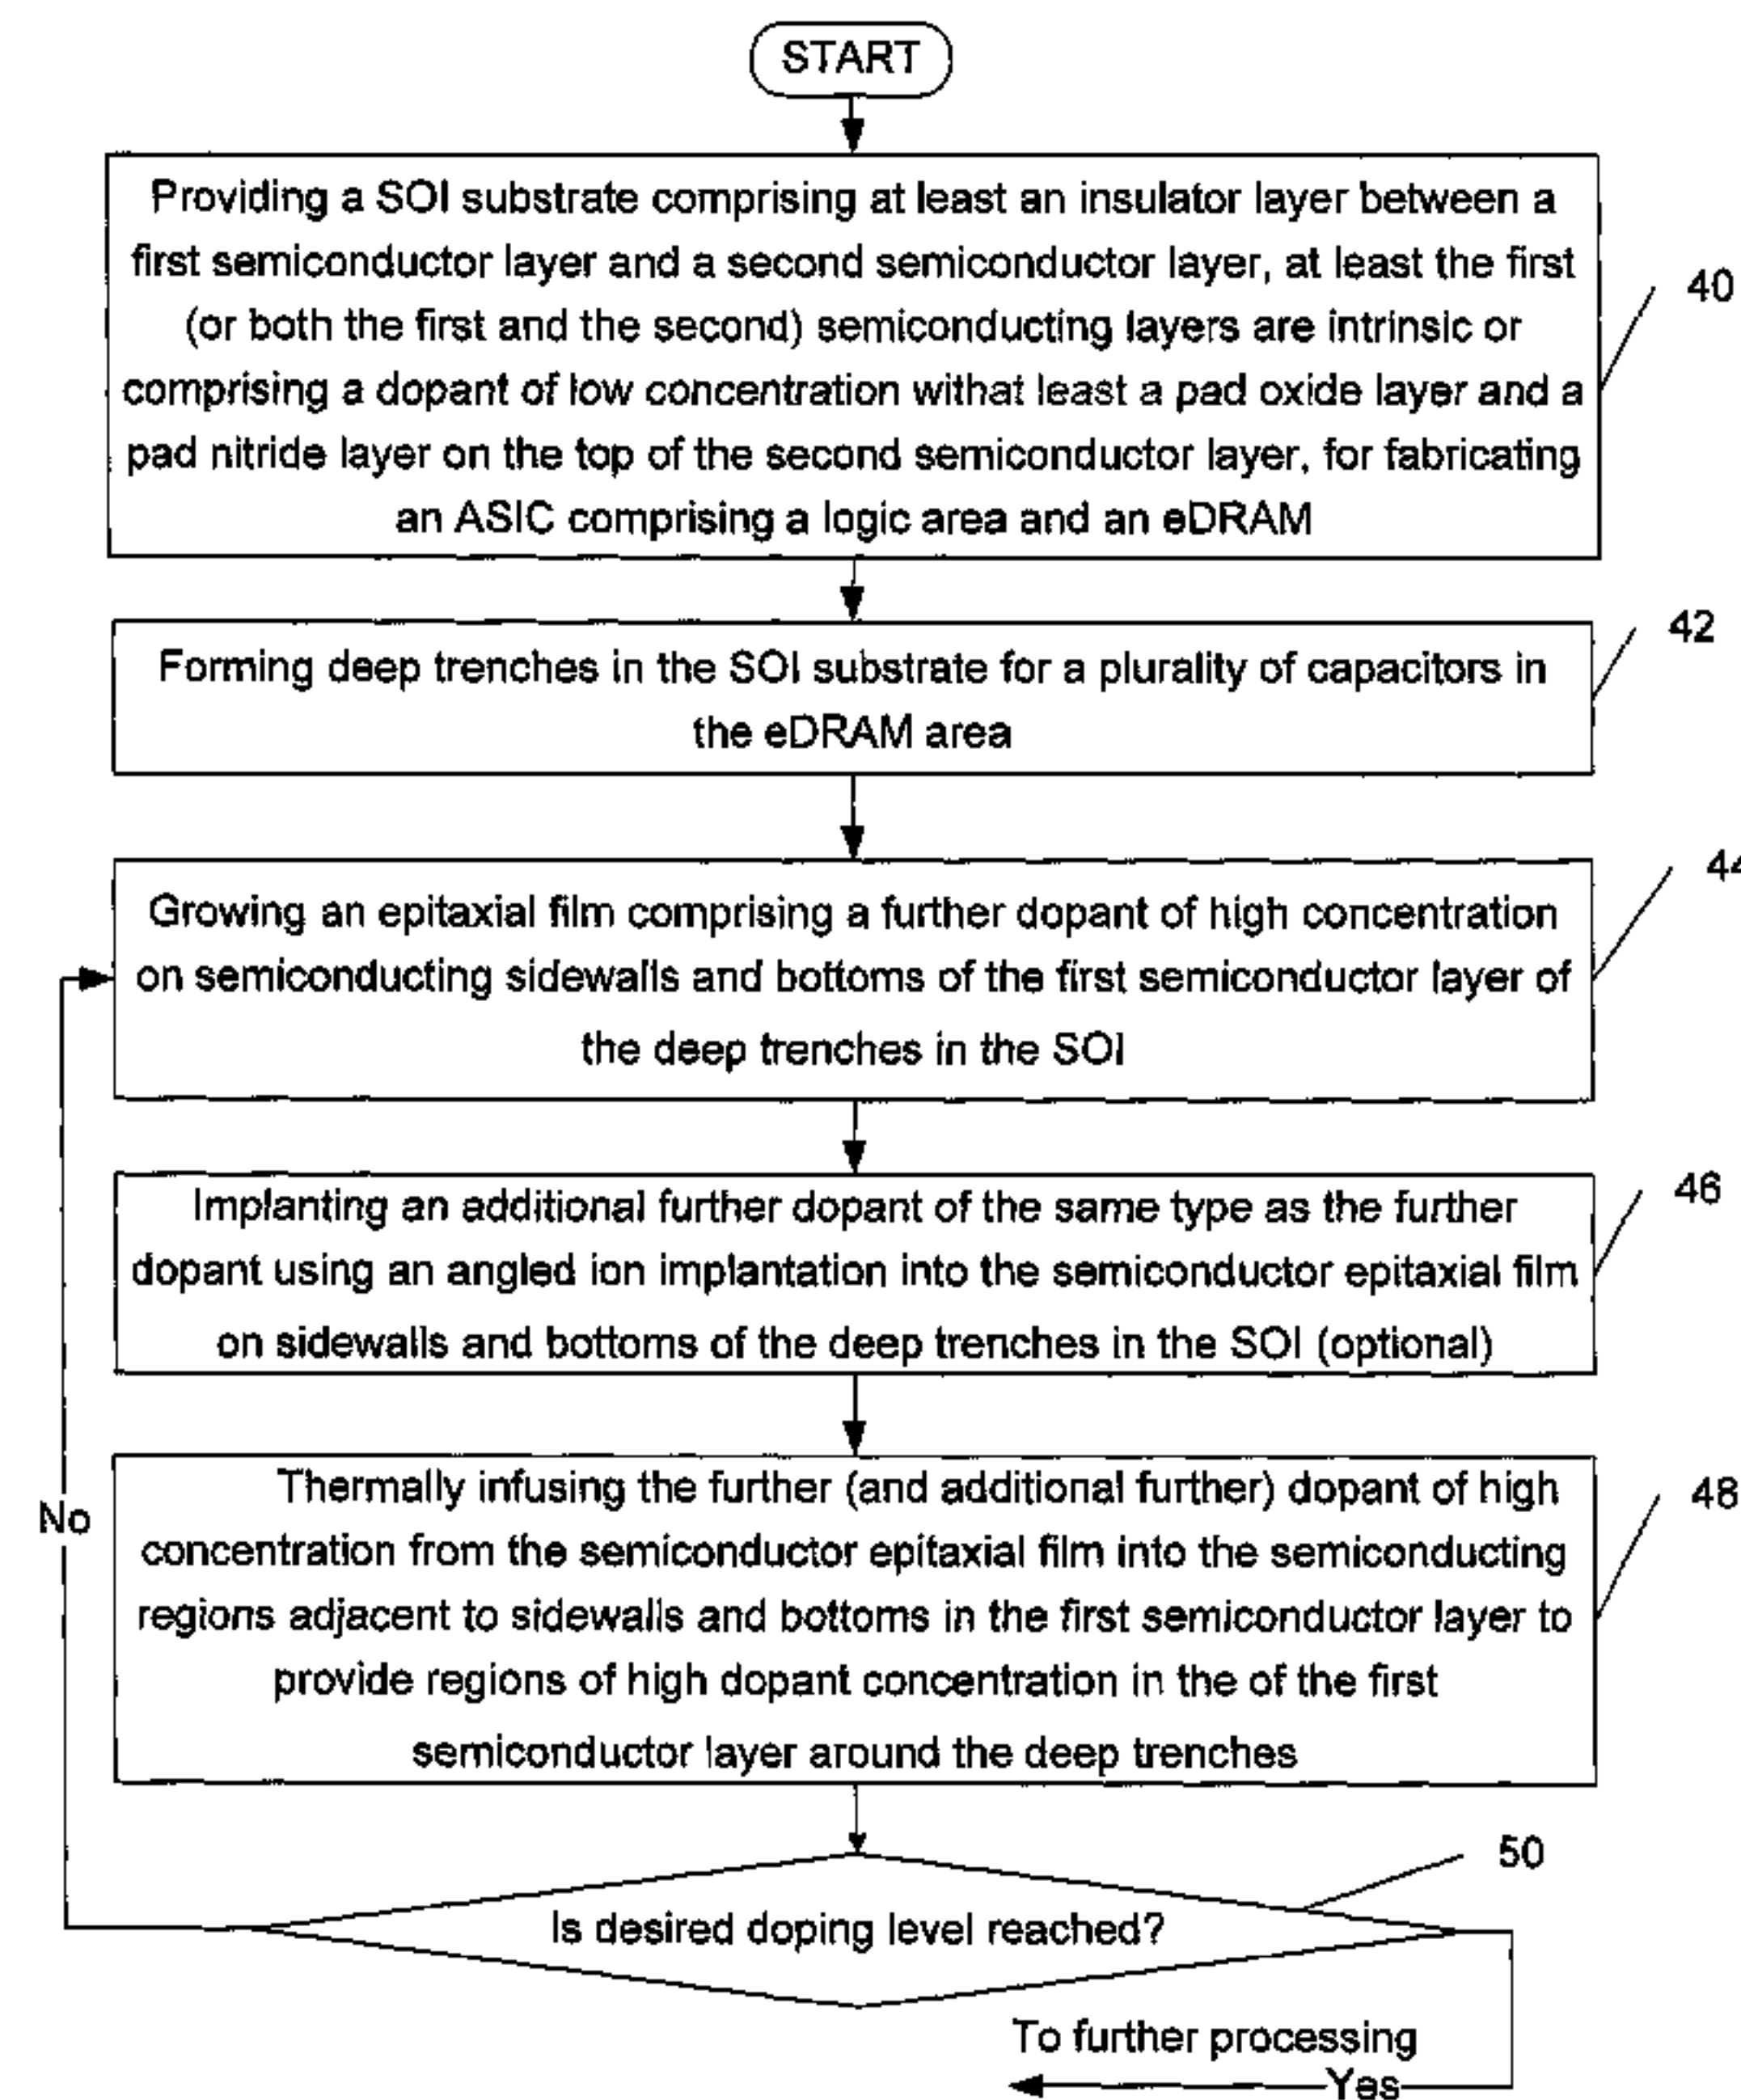 START
Providing a SOI substrate comprising at least an insulator layer between a
first semiconductor layer and a second semiconductor layer, at least the first
(or both the first and the second) semiconducting layers are intrinsic or
comprising a dopant of low concentration withat least a pad oxide layer and a
pad nitride layer on the top of the second semiconductor layer, for fabricating
an ASIC comprising a logic area and an eDRAM
40
Forming deep trenches in the SOI substrate for a plurality of capacitors in
the eDRAM area
42
Growing an epitaxial film comprising a further dopant of high concentration
on semiconducting sidewalls and bottoms of the first semiconductor layer of
the deep trenches in the SOI
44
Implanting an additional further dopant of the same type as the further
dopant using an angled ion implantation into the semiconductor epitaxial film
on sidewalls and bottoms of the deep trenches in the SOI (optional)
46
Thermally infusing the further (and additional further) dopant of high
concentration from the semiconductor epitaxial film into the semiconducting
regions adjacent to sidewalls and bottoms in the first semiconductor layer to
provide regions of high dopant concentration in the of the first
semiconductor layer around the deep trenches
48
No
50
Is desired doping level reached?
To further processing
Yes